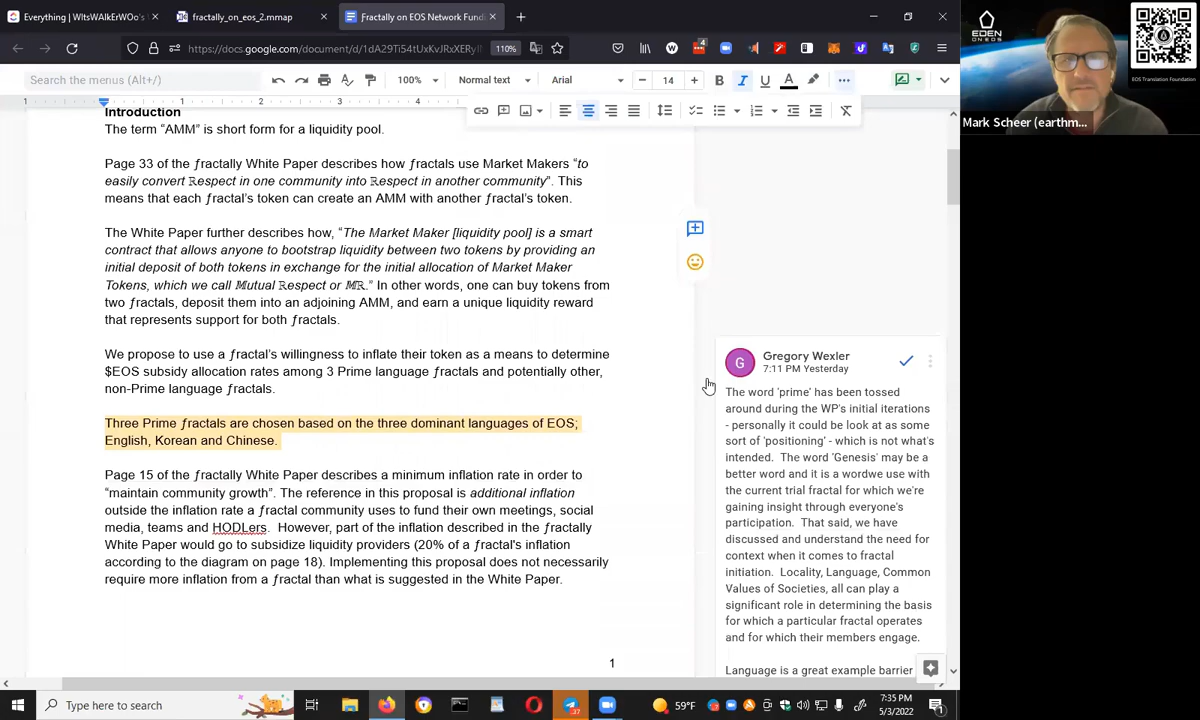 Everything | WItsWAlkErWOo's
fractally_on_eos_2.mmap
Fractally on EOS Network Fundi
https://docs.google.com/document/d/1dA29Ti54tUxKvJRxXERyIf
110%
4
Search the menus (Alt+/)
100%
Normal text
Arial
14
B I U A
1 1 2 3 4
Introduction
The term “AMM” is short form for a liquidity pool.
Page 33 of the ƒractally White Paper describes how ƒractals use Market Makers “to
easily convert ℝespect in one community into ℝespect in another community”. This
means that each ƒractal’s token can create an AMM with another ƒractal’s token.
The White Paper further describes how, “The Market Maker [liquidity pool] is a smart
contract that allows anyone to bootstrap liquidity between two tokens by providing an
initial deposit of both tokens in exchange for the initial allocation of Market Maker
Tokens, which we call 𝕄utual ℝespect or 𝕄ℝ.” In other words, one can buy tokens from
two ƒractals, deposit them into an adjoining AMM, and earn a unique liquidity reward
that represents support for both ƒractals.
We propose to use a ƒractal’s willingness to inflate their token as a means to determine
$EOS subsidy allocation rates among 3 Prime language ƒractals and potentially other,
non-Prime language ƒractals.
Three Prime ƒractals are chosen based on the three dominant languages of EOS;
English, Korean and Chinese.
Page 15 of the ƒractally White Paper describes a minimum inflation rate in order to
“maintain community growth”. The reference in this proposal is additional inflation
outside the inflation rate a ƒractal community uses to fund their own meetings, social
media, teams and HODLers. However, part of the inflation described in the ƒractally
White Paper would go to subsidize liquidity providers (20% of a ƒractal's inflation
according to the diagram on page 18). Implementing this proposal does not necessarily
require more inflation from a ƒractal than what is suggested in the White Paper.
1
G
Gregory Wexler
7:11 PM Yesterday
The word 'prime' has been tossed
around during the WP's initial iterations
- personally it could be look at as some
sort of 'positioning' - which is not what's
intended. The word 'Genesis' may be a
better word and it is a wordwe use with
the current trial fractal for which we're
gaining insight through everyone's
participation. That said, we have
discussed and understand the need for
context when it comes to fractal
initiation. Locality, Language, Common
Values of Societies, all can play a
significant role in determining the basis
for which a particular fractal operates
and for which their members engage.
Language is a great example barrier
EDEN
ON EOS
EOS Translation Foundation
Mark Scheer (earthm...
Type here to search
37
59°F
7:35 PM
5/3/2022
1